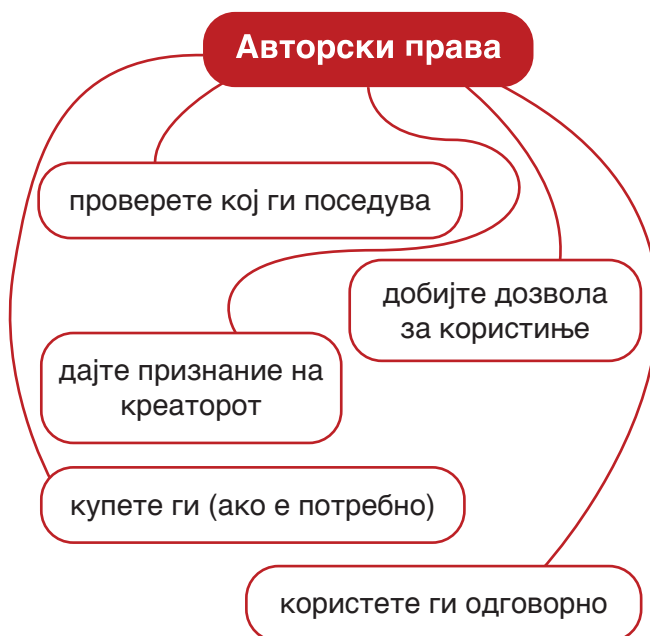 Авторски права
проверете кој ги поседува
добијте дозвола
за користиње
дајте признание на
креаторот
купете ги (ако е потребно)
користете ги одговорно